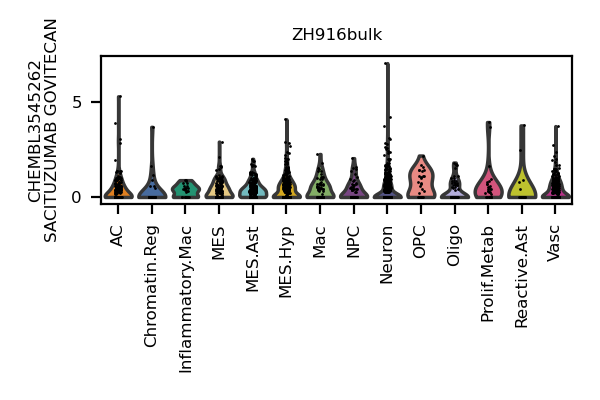 ZH916bulk
CHEMBL3545262
SACITUZUMAB GOVITECAN
5
0
AC
Chromatin.Reg
Inflammatory.Mac
MES
MES.Ast
MES.Hyp
Mac
NPC
Neuron
OPC
Oligo
Prolif.Metab
Reactive.Ast
Vasc